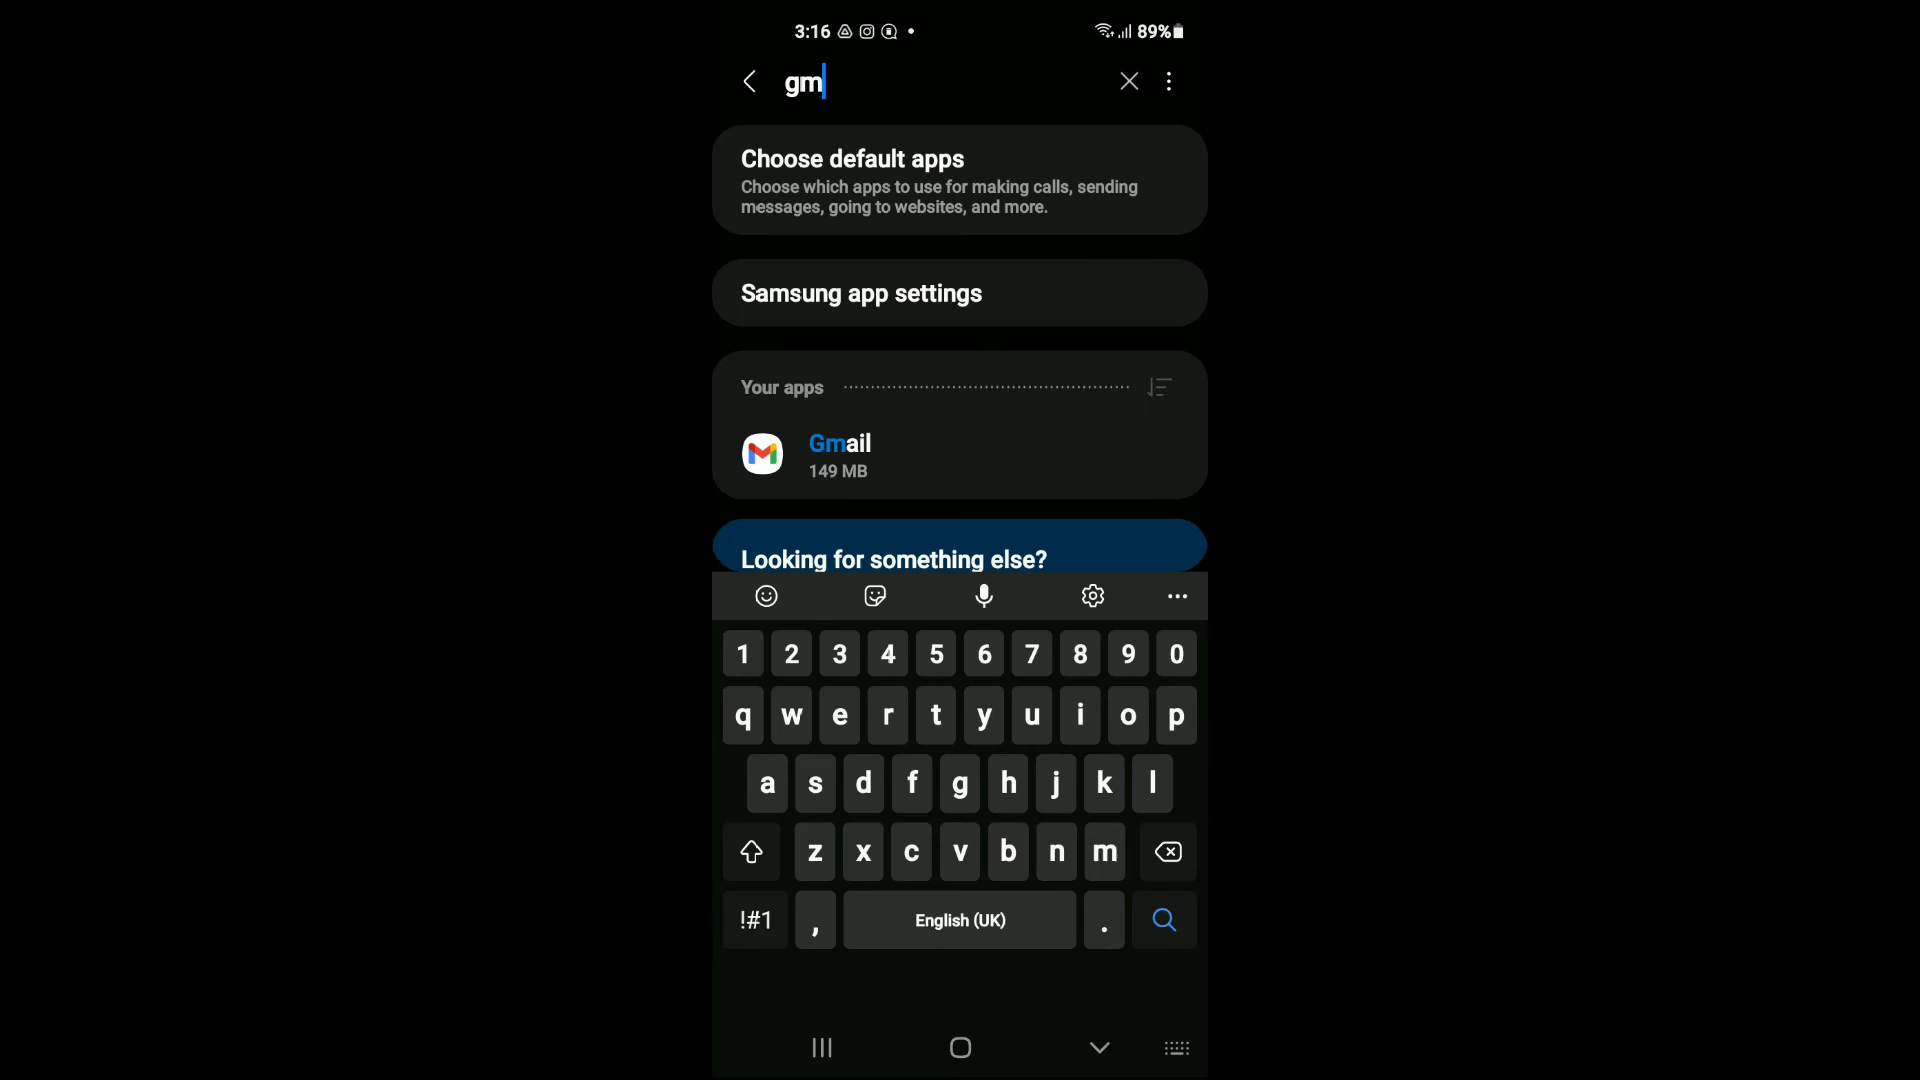 3:16 89%
gm
Choose default apps
Choose which apps to use for making calls, sending
messages, going to websites, and more.
Samsung app settings
Your apps
Gmail
149 MB
Looking for something else?
1 2 3 4 5 6 7 8 9 0
q w e r t y u i o p
a s d f g h j k l
z x c v b n m
!#1 , English (UK) .